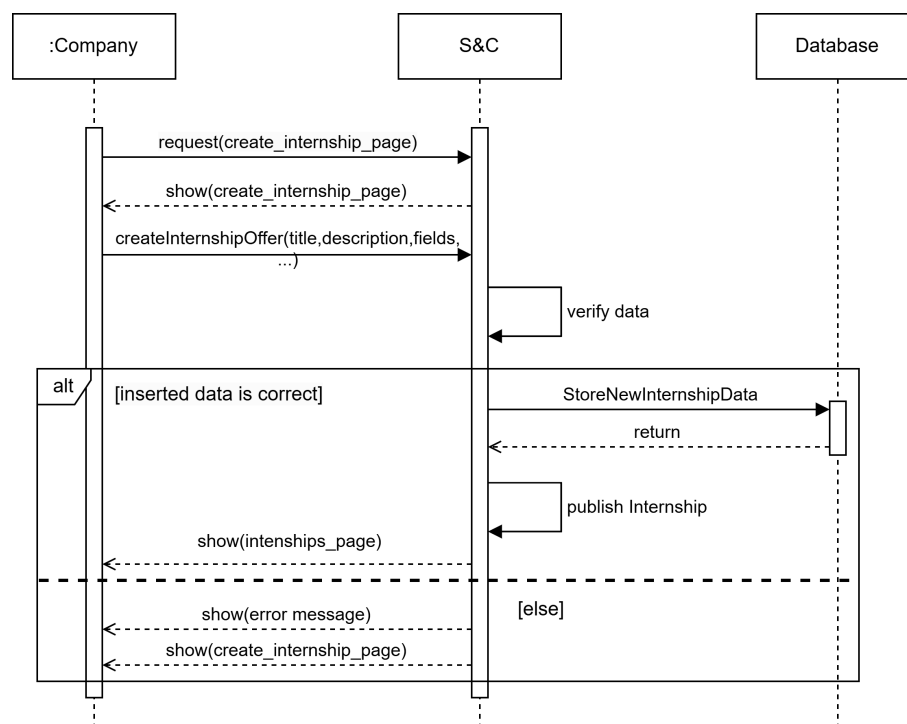 :Company
S&C
Database
request(create_internship_page)
show(create_internship_page)
createInternshipOffer(title,description,fields,
...)
verify data
alt
[inserted data is correct]
StoreNewInternshipData
return
publish Internship
show(intenships_page)
[else]
show(error message)
show(create_internship_page)